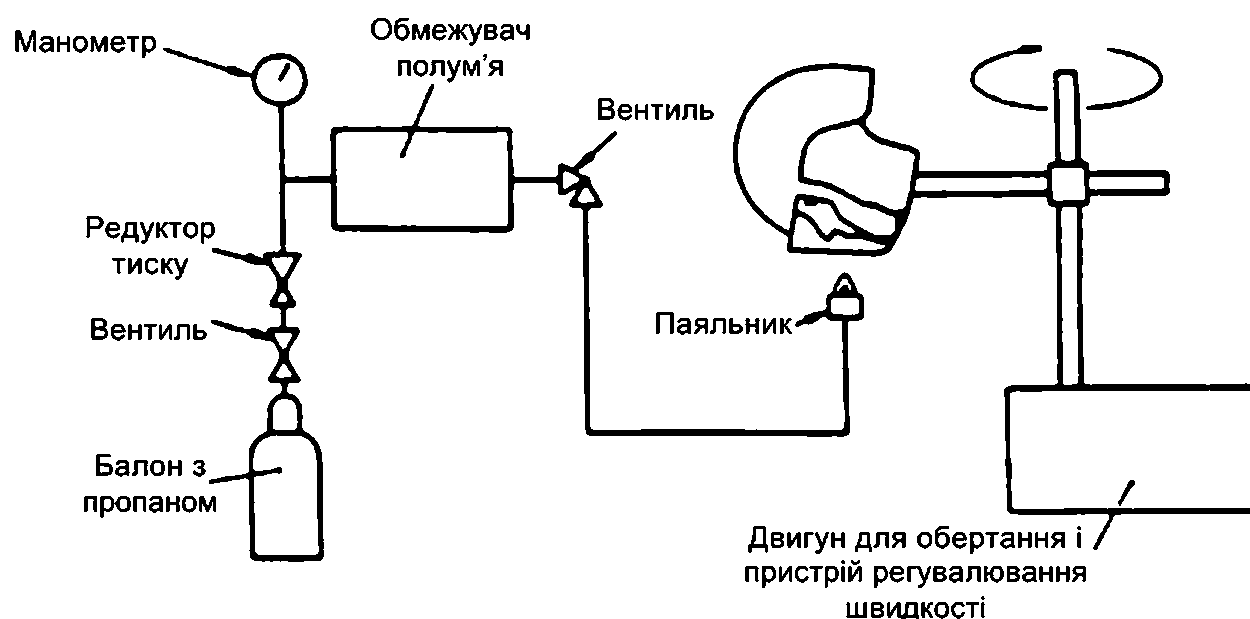 Манометр
Обмежувач
полум'я
Вентиль
Редуктор
тиску
Вентиль
Паяльник
Балон з
пропаном
Двигун для обертання і
пристрій регувалювання
швидкості